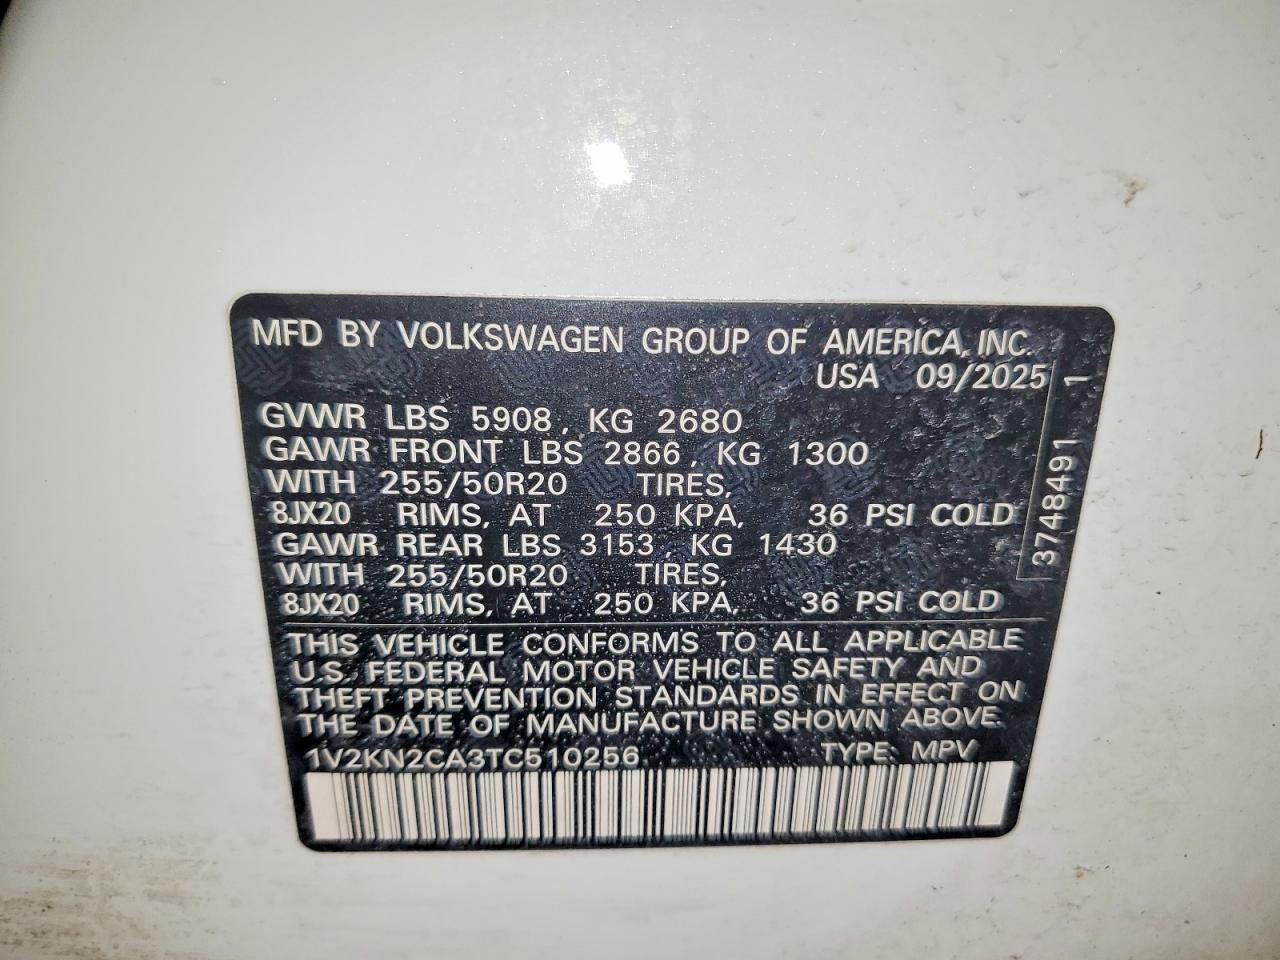 MFD BY VOLKSWAGEN GROUP OF AMERICA, INC.
USA 09/2025
GVWR LBS 5908, KG 2680
GAWR FRONT LBS 2866, KG 1300
WITH 255/50R20 TIRES,
8JX20 RIMS, AT 250 KPA, 36 PSI COLD
GAWR REAR LBS 3153, KG 1430
WITH 255/50R20 TIRES,
8JX20 RIMS, AT 250 KPA, 36 PSI COLD
THIS VEHICLE CONFORMS TO ALL APPLICABLE
U.S. FEDERAL MOTOR VEHICLE SAFETY AND
THEFT PREVENTION STANDARDS IN EFFECT ON
THE DATE OF MANUFACTURE SHOWN ABOVE.
1V2KN2CA3TC510256 TYPE: MPV
3748491 1